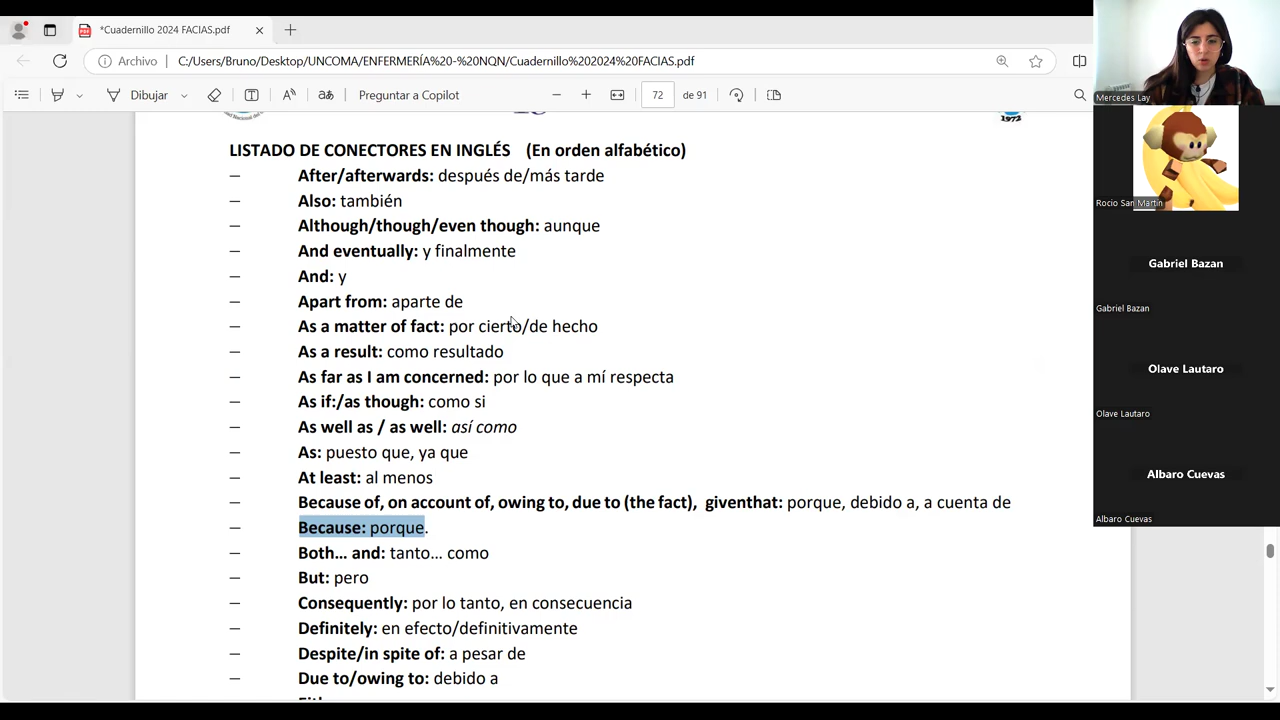 *Cuadernillo 2024 FACIAS.pdf
Archivo
C:/Users/Bruno/Desktop/UNCOMA/ENFERMERÍA%20-%20NQN/Cuadernillo%202024%20FACIAS.pdf
Dibujar
Preguntar a Copilot
72
de 91
1972
LISTADO DE CONECTORES EN INGLÉS (En orden alfabético)
– After/afterwards: después de/más tarde
– Also: también
– Although/though/even though: aunque
– And eventually: y finalmente
– And: y
– Apart from: aparte de
– As a matter of fact: por cierto/de hecho
– As a result: como resultado
– As far as I am concerned: por lo que a mí respecta
– As if:/as though: como si
– As well as / as well: así como
– As: puesto que, ya que
– At least: al menos
– Because of, on account of, owing to, due to (the fact), giventhat: porque, debido a, a cuenta de
– Because: porque.
– Both... and: tanto... como
– But: pero
– Consequently: por lo tanto, en consecuencia
– Definitely: en efecto/definitivamente
– Despite/in spite of: a pesar de
– Due to/owing to: debido a
Mercedes Lay
Rocio San Martin
Gabriel Bazan
Gabriel Bazan
Olave Lautaro
Olave Lautaro
Albaro Cuevas
Albaro Cuevas